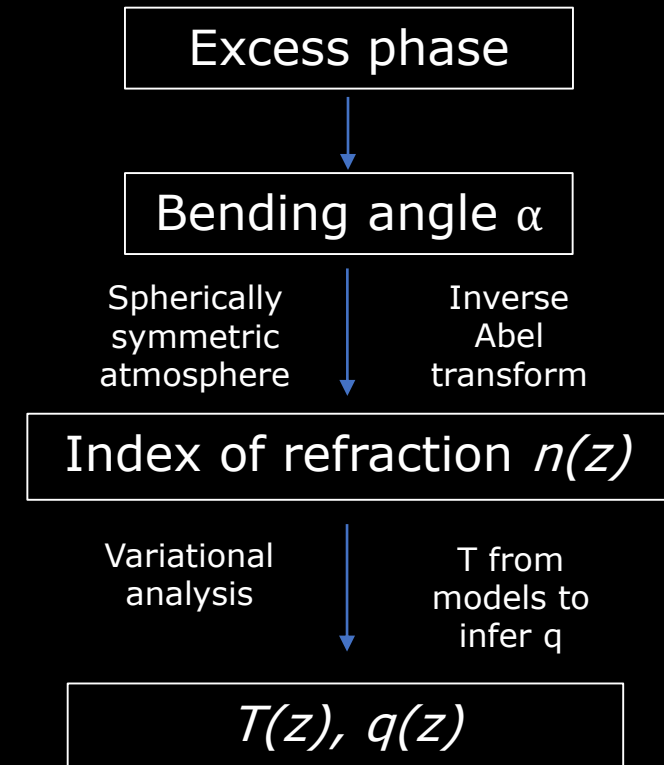 Excess phase
Bending angle α
Spherically
symmetric
atmosphere
Inverse
Abel
transform
Index of refraction n(z)
Variational
analysis
T from
models to
infer q
T(z), q(z)